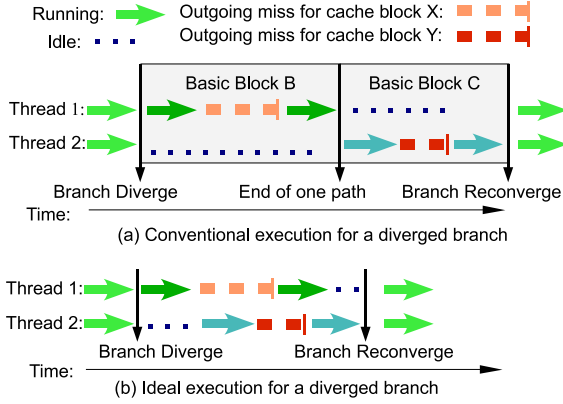 Running:
Outgoing miss for cache block X:
Idle:
Outgoing miss for cache block Y:
Basic Block B
Basic Block C
Thread 1:
Thread 2:
Branch Diverge
End of one path
Branch Reconverge
Time:
(a) Conventional execution for a diverged branch
Thread 1:
Thread 2:
Branch Diverge
Branch Reconverge
Time:
(b) Ideal execution for a diverged branch